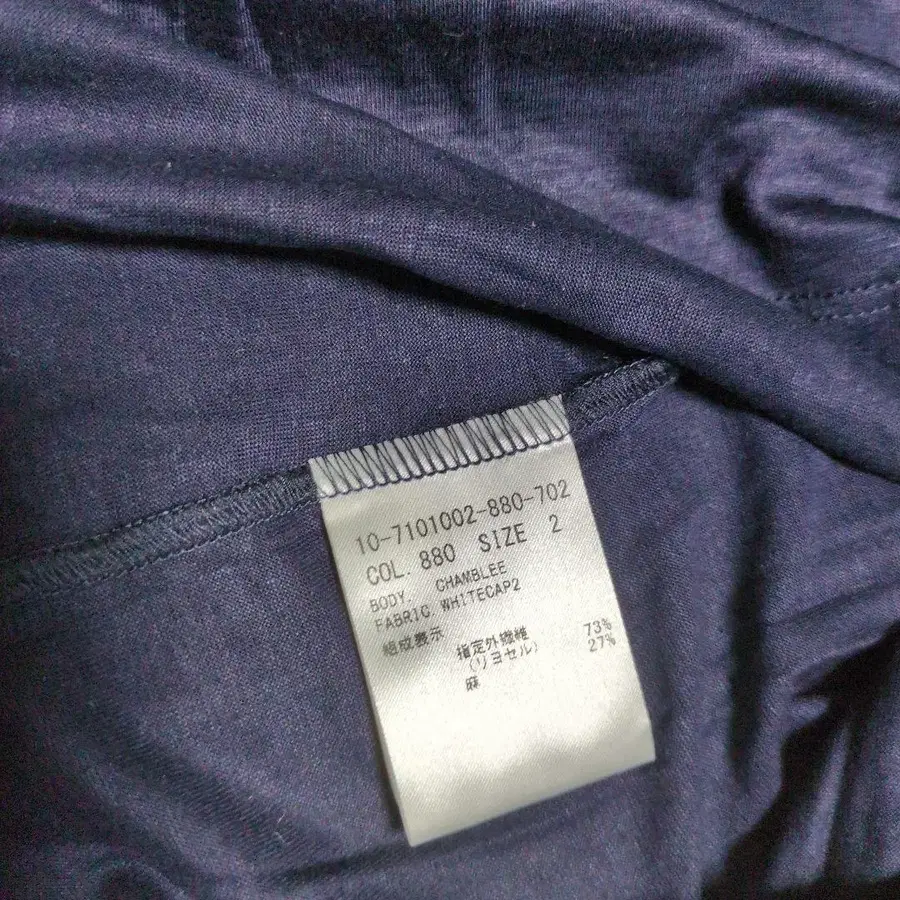 10-7101002-880-702
COL. 880 SIZE 2
BODY. CHAMBLEE
FABRIC. WHITECAP2
組成表示
指定外繊維 73%
(リヨセル) 27%
麻